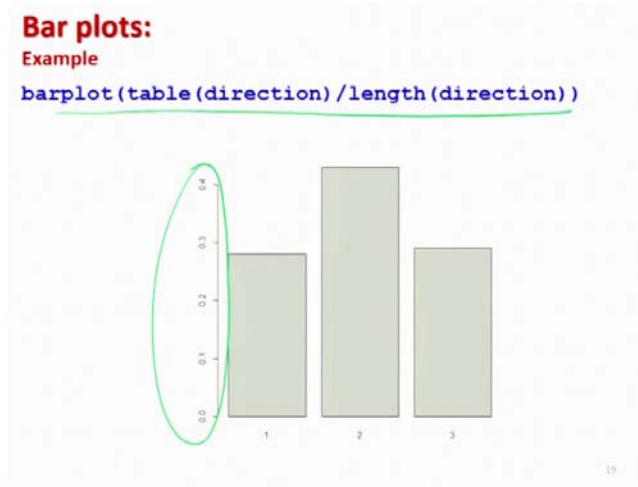 Bar plots:
Example
barplot(table(direction)/length(direction))
0.4
0.3
0.2
0.1
0.0
1 2 3
19